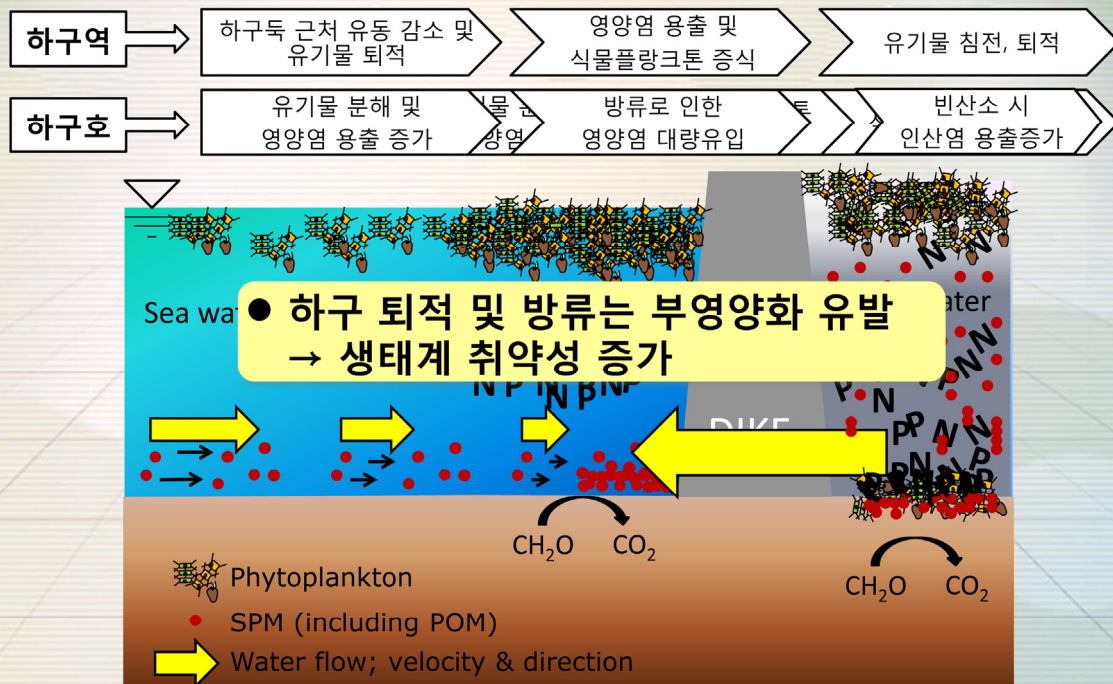 하구역
하구둑 근처 유동 감소 및
유기물 퇴적
영양염 용출 및
식물플랑크톤 증식
유기물 침전, 퇴적
하구호
유기물 분해 및
영양염 용출 증가
방류로 인한
영양염 대량유입
빈산소 시
인산염 용출증가
Sea
● 하구 퇴적 및 방류는 부영양화 유발
→ 생태계 취약성 증가
N P N N P N P
DIKE
N N
N N P N P P N N N P P
CH₂O CO₂
CH₂O CO₂
Phytoplankton
SPM (including POM)
Water flow; velocity & direction